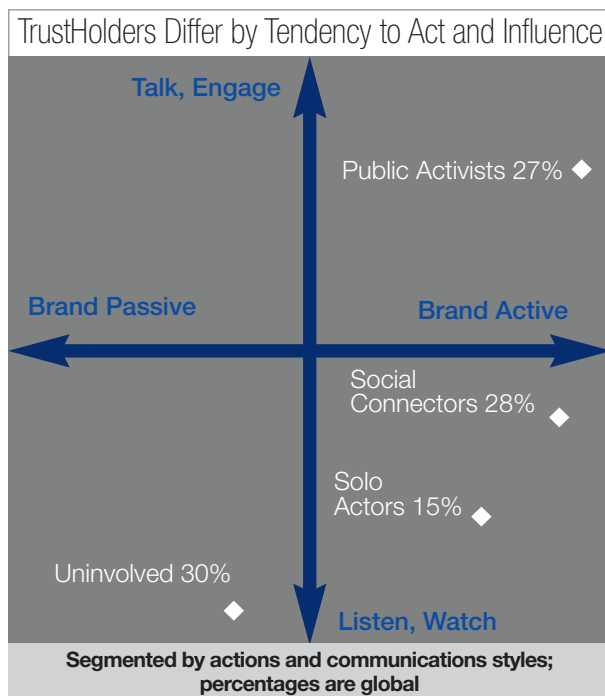 TrustHolders Differ by Tendency to Act and Influence
Talk, Engage
Public Activists 27%
Brand Passive
Brand Active
Social
Connectors 28%
Solo
Actors 15%
Uninvolved 30%
Listen, Watch
Segmented by actions and communications styles;
percentages are global